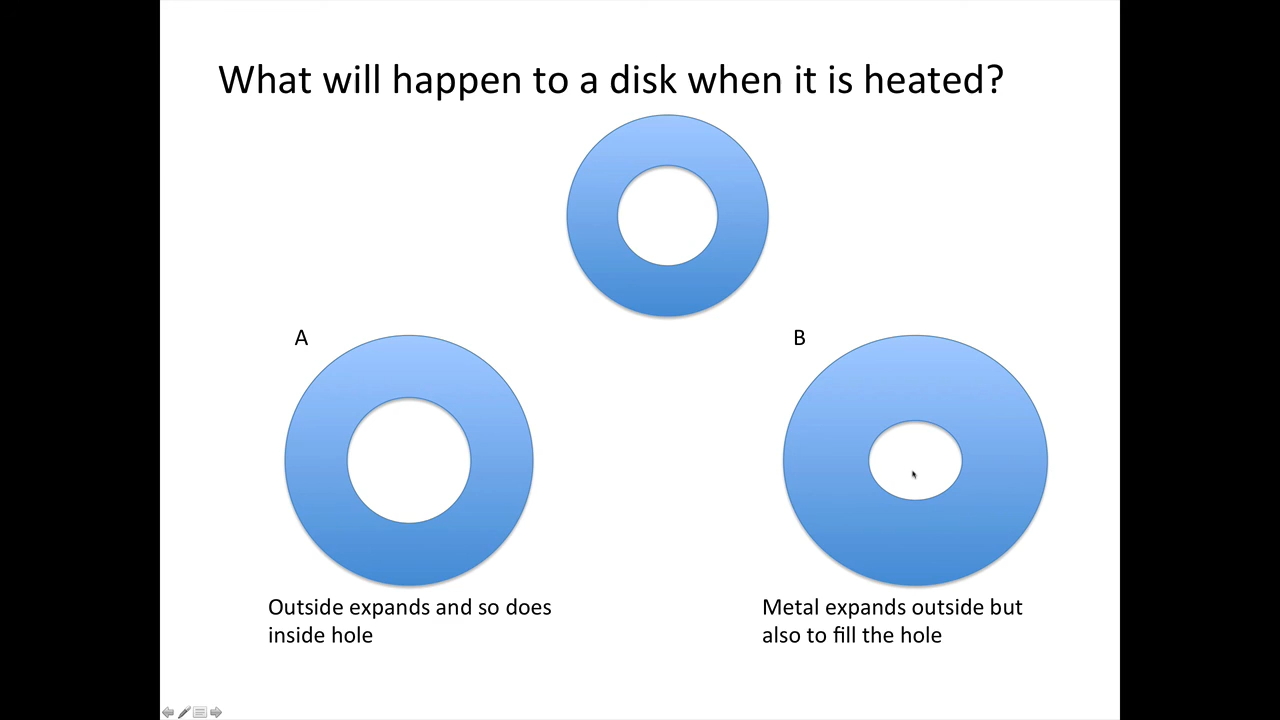 What will happen to a disk when it is heated?
A
B
Outside expands and so does
inside hole
Metal expands outside but
also to fill the hole